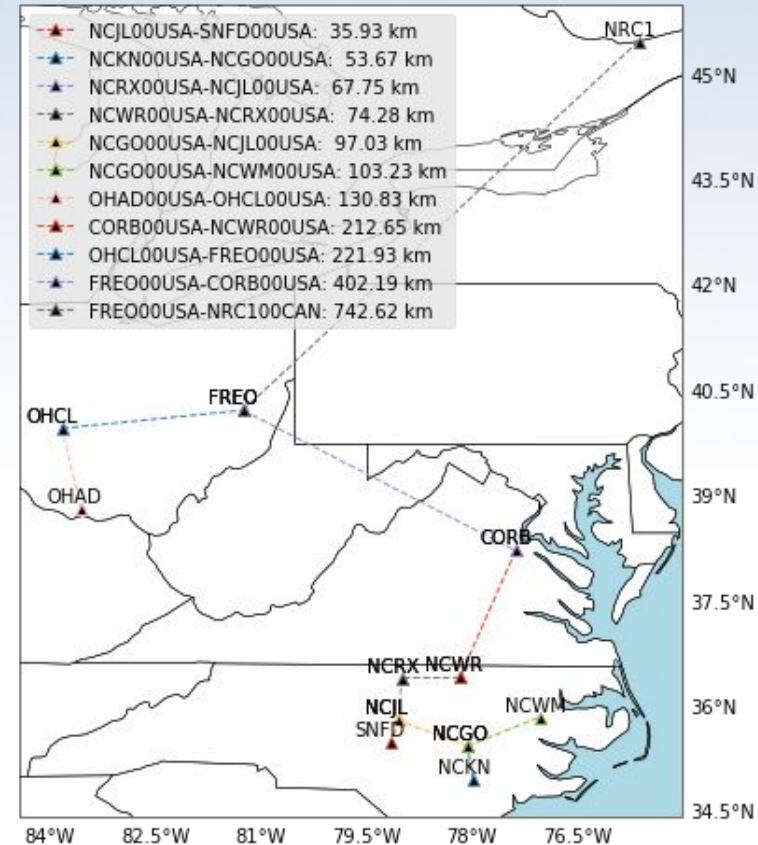 NCJL00USA-SNFD00USA: 35.93 km
NCKN00USA-NCGO00USA: 53.67 km
NCRX00USA-NCJL00USA: 67.75 km
NCWR00USA-NCRX00USA: 74.28 km
NCGO00USA-NCJL00USA: 97.03 km
NCGO00USA-NCWM00USA: 103.23 km
OHAD00USA-OHCL00USA: 130.83 km
CORB00USA-NCWR00USA: 212.65 km
OHCL00USA-FREO00USA: 221.93 km
FREO00USA-CORB00USA: 402.19 km
FREO00USA-NRC100CAN: 742.62 km
NRC1
45°N
43.5°N
42°N
40.5°N
FREO
OHCL
OHAD
39°N
CORB
37.5°N
NCRX NCWR
36°N
NCJL
NCWM
SNFD
NCGO
NCKN
34.5°N
84°W 82.5°W 81°W 79.5°W 78°W 76.5°W